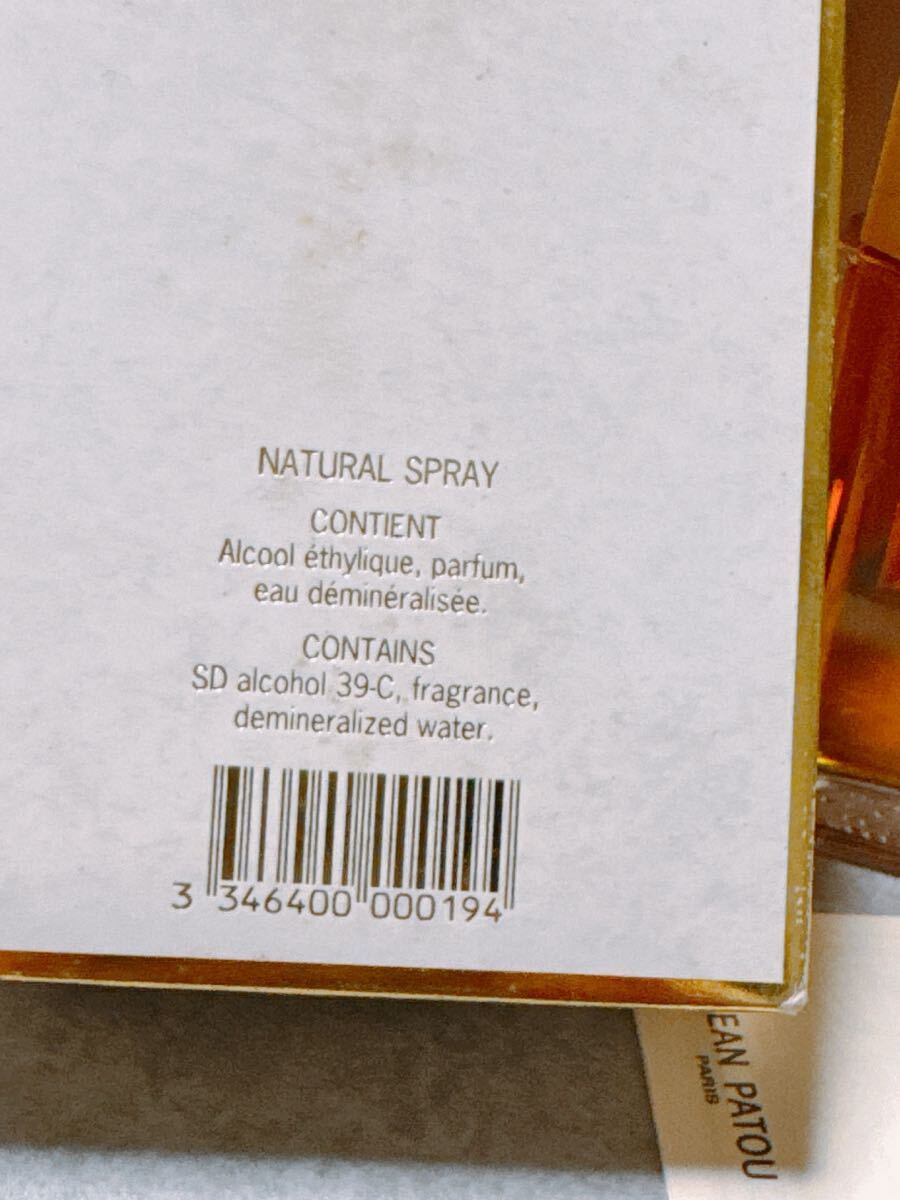 NATURAL SPRAY
CONTIENT
Alcool éthylique, parfum,
eau déminéralisée.
CONTAINS
SD alcohol 39-C, fragrance,
demineralized water.
3 346400 000194
EAN PATOU
PARIS